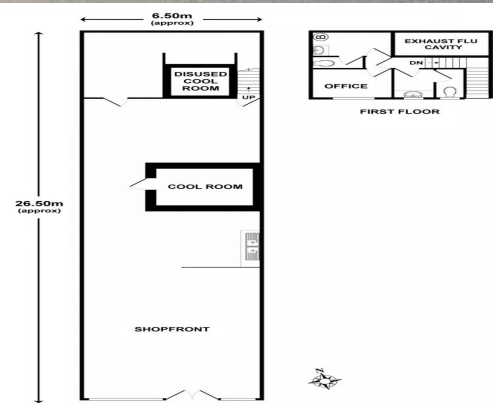 6.50m
(approx)
DISUSED
COOL
ROOM
UP
COOL ROOM
26.50m
(approx)
SHOPFRONT
B
EXHAUST FLU
CAVITY
DN
OFFICE
FIRST FLOOR